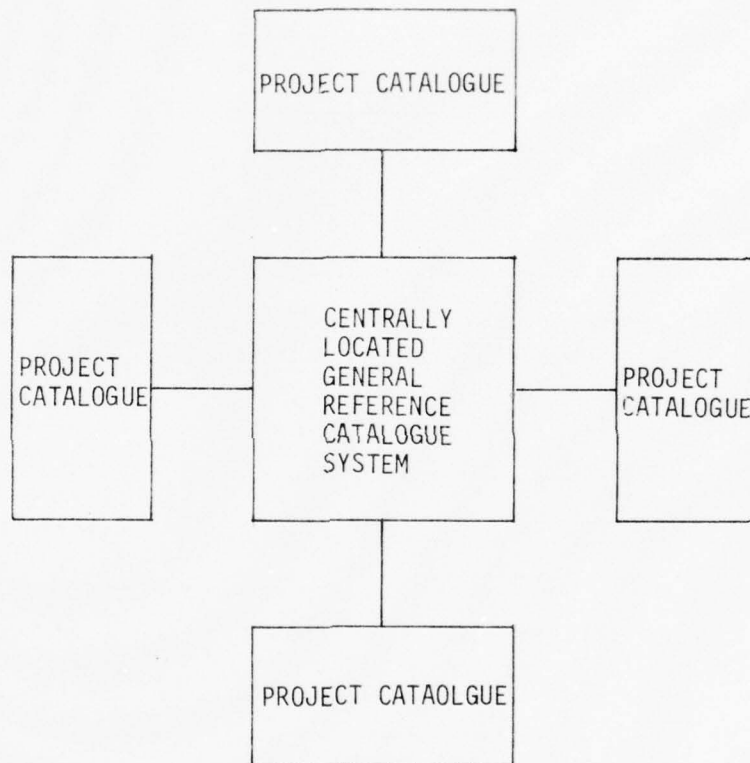 PROJECT CATALOGUE
PROJECT
CATALOGUE
CENTRALLY
LOCATED
GENERAL
REFERENCE
CATALOGUE
SYSTEM
PROJECT
CATALOGUE
PROJECT CATAOLGUE